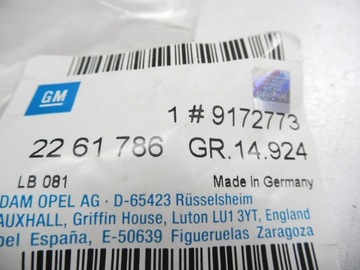 GM
1 # 9172773
22 61 786 GR.14.924
LB 081 Made in Germany
DAM OPEL AG · D-65423 Rüsselsheim
AUXHALL, Griffin House, Luton LU1 3YT, England
pel España, E-50639 Figueruelas Zaragoza